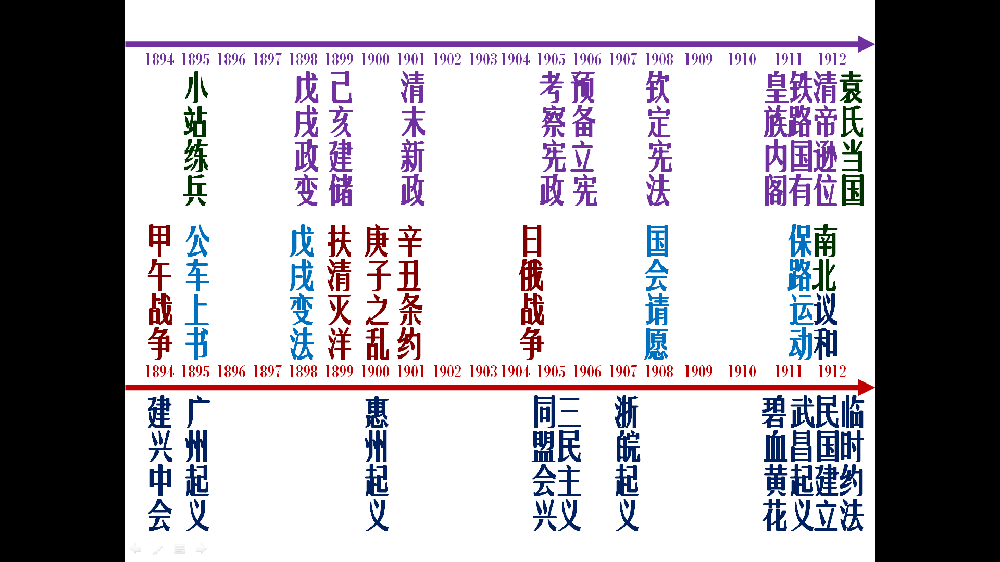 1894 1895 1896 1897 1898 1899 1900 1901 1902 1903 1904 1905 1906 1907 1908 1909 1910 1911 1912
小站练兵
戊戌政变
己亥建储
清末新政
考察宪政
预备立宪
钦定宪法
皇族内阁
铁路国有
清帝逊位
袁氏当国
甲午战争
公车上书
戊戌变法
扶清灭洋
庚子之乱
辛丑条约
日俄战争
国会请愿
保路运动
南北议和
1894 1895 1896 1897 1898 1899 1900 1901 1902 1903 1904 1905 1906 1907 1908 1909 1910 1911 1912
建兴中会
广州起义
惠州起义
同盟会兴
三民主义
浙皖起义
碧血黄花
武昌起义
民国建立
临时约法